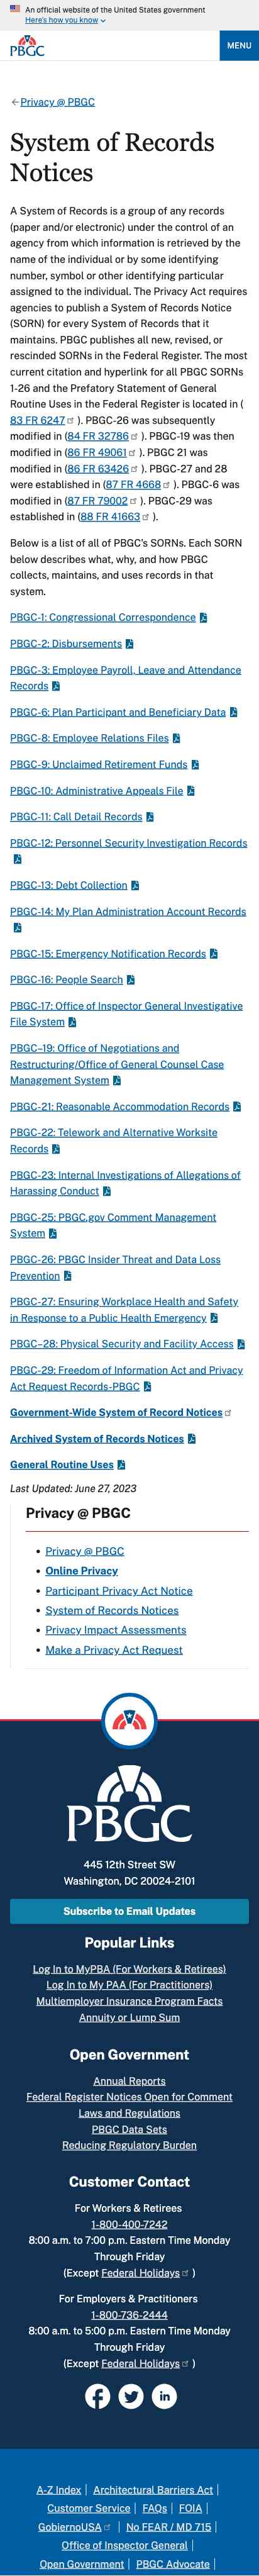 An official website of the United States government
Here's how you know
PBGC
MENU
Privacy @ PBGC
System of Records
Notices
A System of Records is a group of any records
(paper and/or electronic) under the control of an
agency from which information is retrieved by the
name of the individual or by some identifying
number, symbol or other identifying particular
assigned to the individual. The Privacy Act requires
agencies to publish a System of Records Notice
(SORN) for every System of Records that it
maintains. PBGC publishes all new, revised, or
rescinded SORNs in the Federal Register. The most
current citation and hyperlink for all PBGC SORNs
1-26 and the Prefatory Statement of General
Routine Uses in the Federal Register is located in (
83 FR 6247 ). PBGC-26 was subsequently
modified in (84 FR 32786 ). PBGC-19 was then
modified in (86 FR 49061 ). PBGC 21 was
modified in (86 FR 63426 ). PBGC-27 and 28
were established in (87 FR 4668 ). PBGC-6 was
modified in (87 FR 79002 ). PBGC-29 was
established in (88 FR 41663 ).
Below is a list of all of PBGC's SORNs. Each SORN
below describes what, why, and how PBGC
collects, maintains, and uses records in that
system.
PBGC-1: Congressional Correspondence
PBGC-2: Disbursements
PBGC-3: Employee Payroll, Leave and Attendance
Records
PBGC-6: Plan Participant and Beneficiary Data
PBGC-8: Employee Relations Files
PBGC-9: Unclaimed Retirement Funds
PBGC-10: Administrative Appeals File
PBGC-11: Call Detail Records
PBGC-12: Personnel Security Investigation Records
PBGC-13: Debt Collection
PBGC-14: My Plan Administration Account Records
PBGC-15: Emergency Notification Records
PBGC-16: People Search
PBGC-17: Office of Inspector General Investigative
File System
PBGC–19: Office of Negotiations and
Restructuring/Office of General Counsel Case
Management System
PBGC-21: Reasonable Accommodation Records
PBGC-22: Telework and Alternative Worksite
Records
PBGC-23: Internal Investigations of Allegations of
Harassing Conduct
PBGC-25: PBGC.gov Comment Management
System
PBGC-26: PBGC Insider Threat and Data Loss
Prevention
PBGC-27: Ensuring Workplace Health and Safety
in Response to a Public Health Emergency
PBGC–28: Physical Security and Facility Access
PBGC-29: Freedom of Information Act and Privacy
Act Request Records-PBGC
Government-Wide System of Record Notices
Archived System of Records Notices
General Routine Uses
Last Updated: June 27, 2023
Privacy @ PBGC
• Privacy @ PBGC
• Online Privacy
• Participant Privacy Act Notice
• System of Records Notices
• Privacy Impact Assessments
• Make a Privacy Act Request
PBGC
445 12th Street SW
Washington, DC 20024-2101
Subscribe to Email Updates
Popular Links
Log In to MyPBA (For Workers & Retirees)
Log In to My PAA (For Practitioners)
Multiemployer Insurance Program Facts
Annuity or Lump Sum
Open Government
Annual Reports
Federal Register Notices Open for Comment
Laws and Regulations
PBGC Data Sets
Reducing Regulatory Burden
Customer Contact
For Workers & Retirees
1-800-400-7242
8:00 a.m. to 7:00 p.m. Eastern Time Monday
Through Friday
(Except Federal Holidays )
For Employers & Practitioners
1-800-736-2444
8:00 a.m. to 5:00 p.m. Eastern Time Monday
Through Friday
(Except Federal Holidays )
A-Z Index | Architectural Barriers Act |
Customer Service | FAQs | FOIA |
GobiernoUSA | No FEAR / MD 715 |
Office of Inspector General |
Open Government | PBGC Advocate |